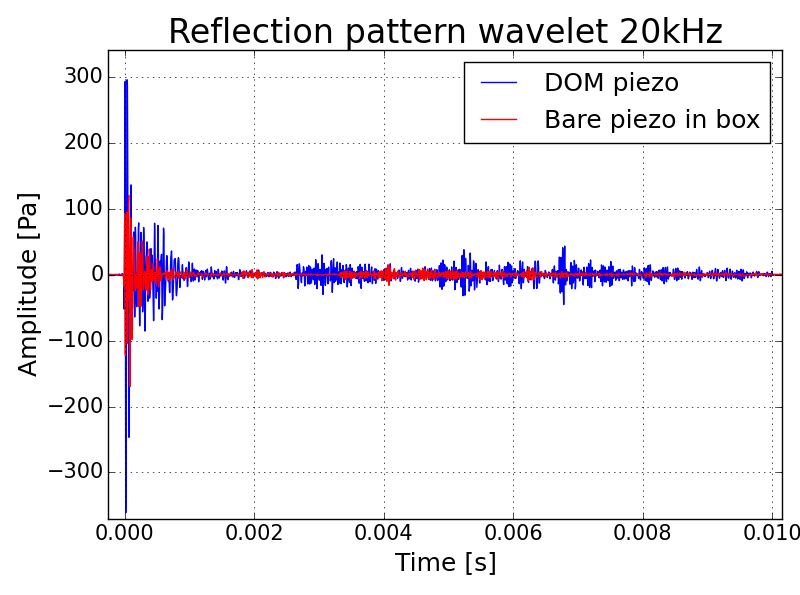 Reflection pattern wavelet 20kHz
DOM piezo
Bare piezo in box
Amplitude [Pa]
300
200
100
0
−100
−200
−300
0.000 0.002 0.004 0.006 0.008 0.010
Time [s]